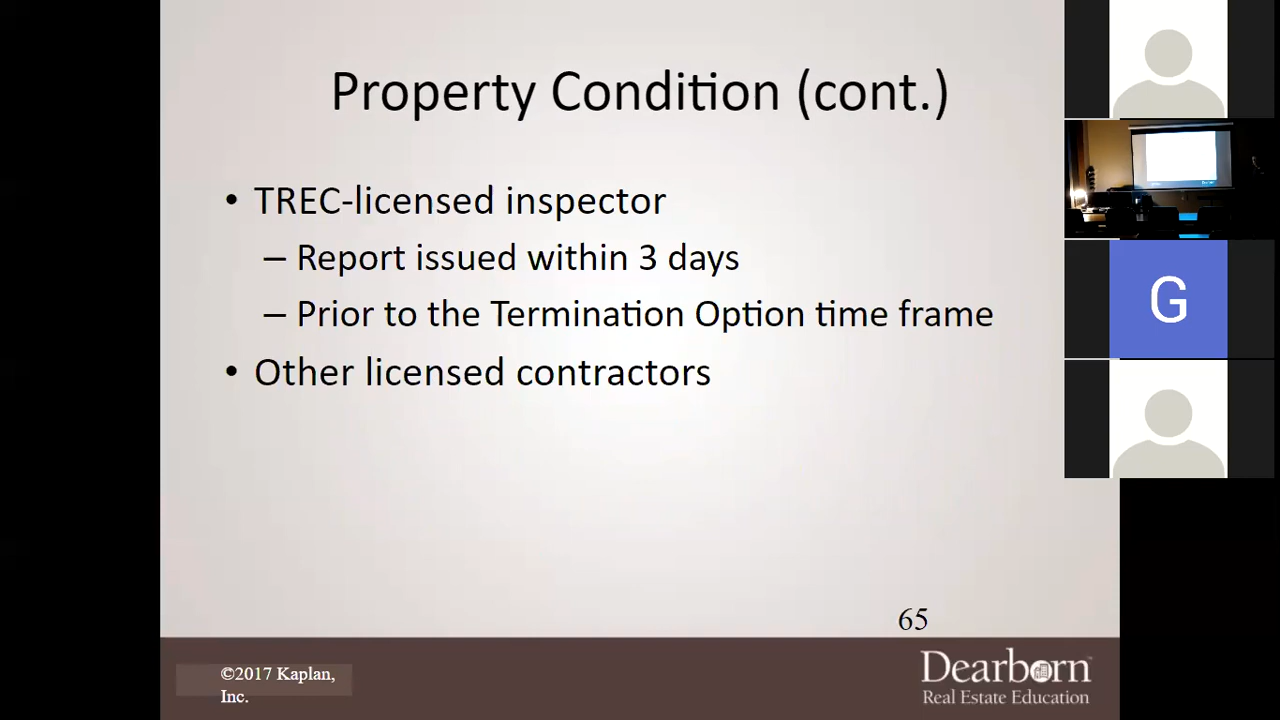 Property Condition (cont.)
• TREC-licensed inspector
– Report issued within 3 days
– Prior to the Termination Option time frame
• Other licensed contractors
65
©2017 Kaplan,
Inc.
Dearborn
Real Estate Education
G